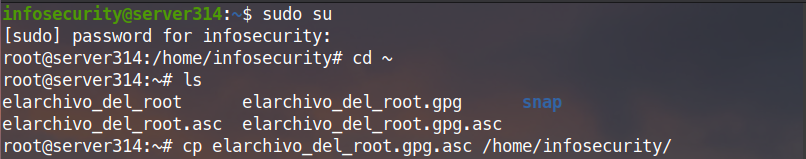 infosecurity@server314:~$ sudo su
[sudo] password for infosecurity:
root@server314:/home/infosecurity# cd ~
root@server314:~# ls
elarchivo_del_root      elarchivo_del_root.gpg      snap
elarchivo_del_root.asc  elarchivo_del_root.gpg.asc
root@server314:~# cp elarchivo_del_root.gpg.asc /home/infosecurity/